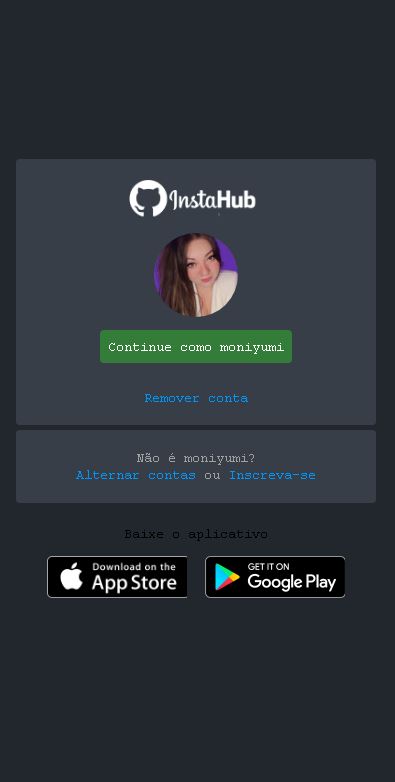 InstaHub
Continue como moniyumi
Remover conta
Não é moniyumi?
Alternar contas ou Inscreva-se
Baixe o aplicativo
Download on the
App Store
GET IT ON
Google Play